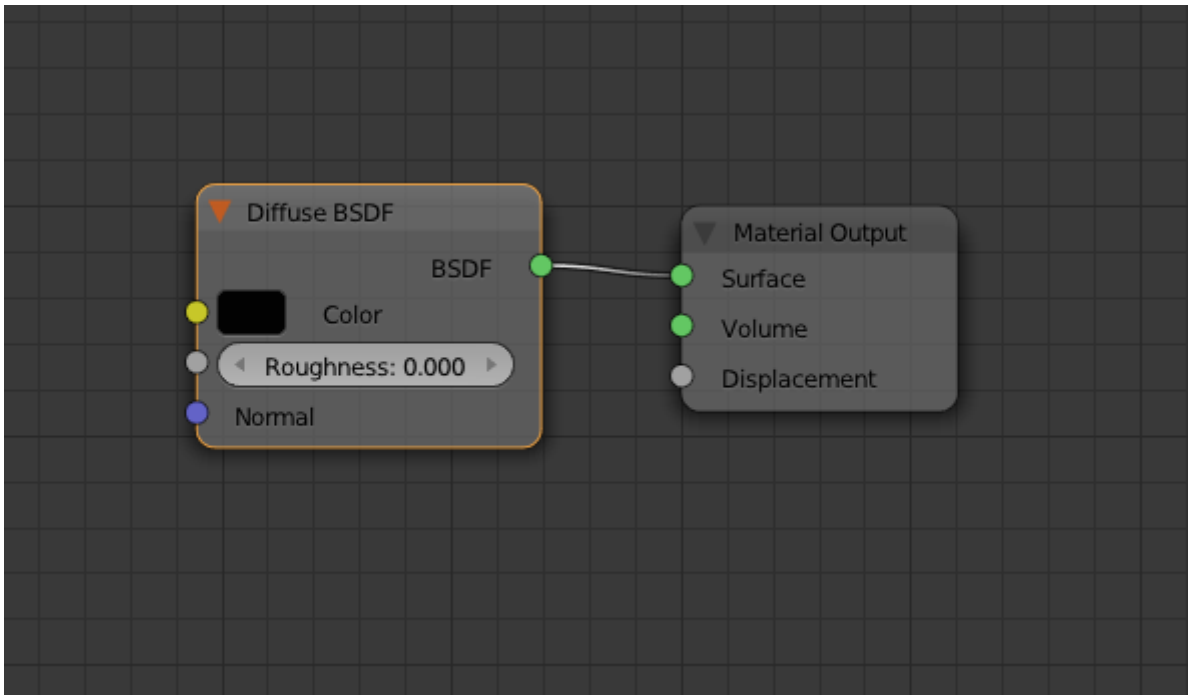 Diffuse BSDF
BSDF
Color
Roughness: 0.000
Normal
Material Output
Surface
Volume
Displacement